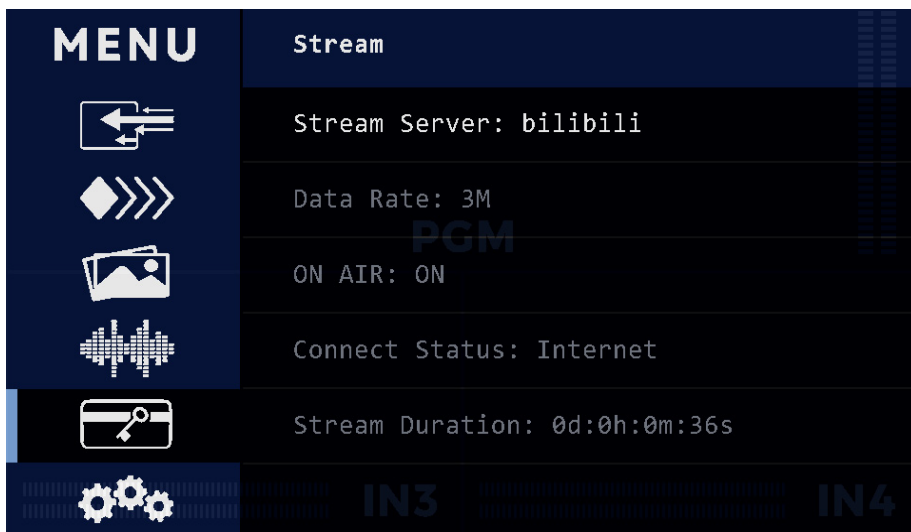 MENU
Stream
Stream Server: bilibili
Data Rate: 3M
PGM
ON AIR: ON
Connect Status: Internet
Stream Duration: 0d:0h:0m:36s
IN3
IN4